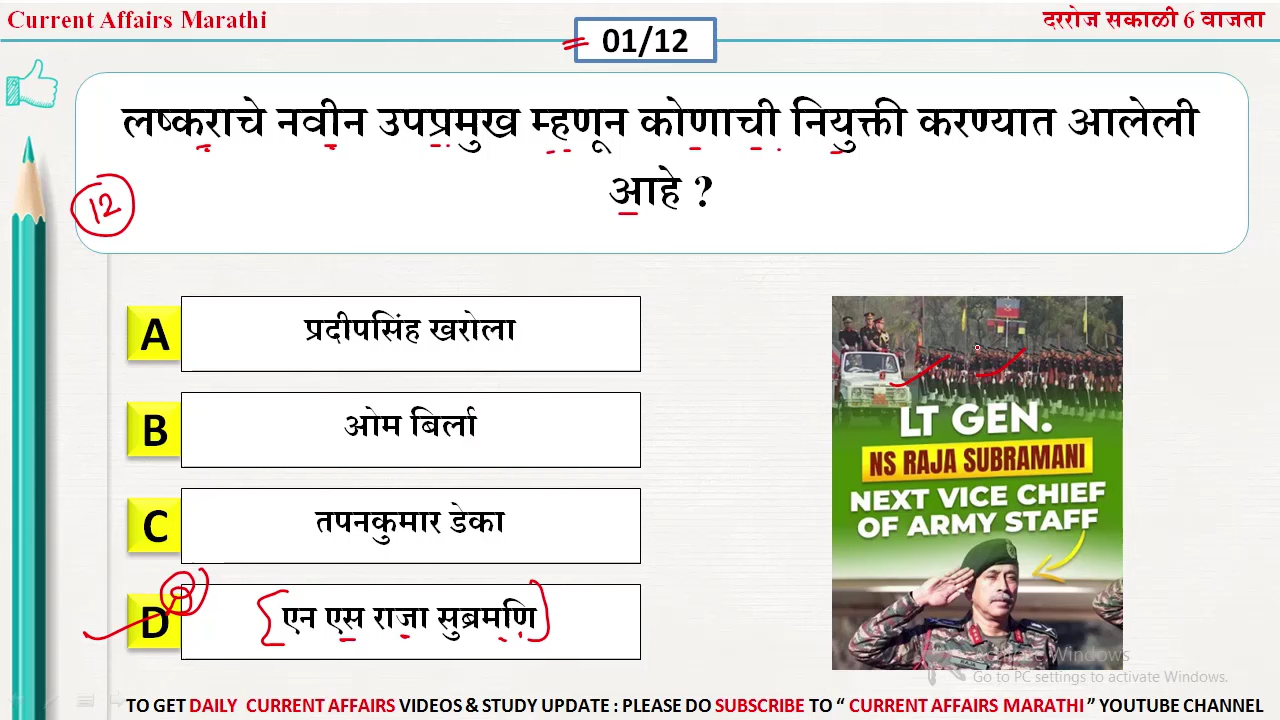 Current Affairs Marathi
दररोज सकाळी 6 वाजता
01/12
लष्कराचे नवीन उपप्रमुख म्हणून कोणाची नियुक्ती करण्यात आलेली
आहे ?
12
A
प्रदीपसिंह खरोला
B
ओम बिर्ला
C
तपनकुमार डेका
D
एन एस राजा सुब्रमणि
LT GEN.
NS RAJA SUBRAMANI
NEXT VICE CHIEF
OF ARMY STAFF
Activate Windows
Go to PC settings to activate Windows.
TO GET DAILY CURRENT AFFAIRS VIDEOS & STUDY UPDATE : PLEASE DO SUBSCRIBE TO “ CURRENT AFFAIRS MARATHI ” YOUTUBE CHANNEL